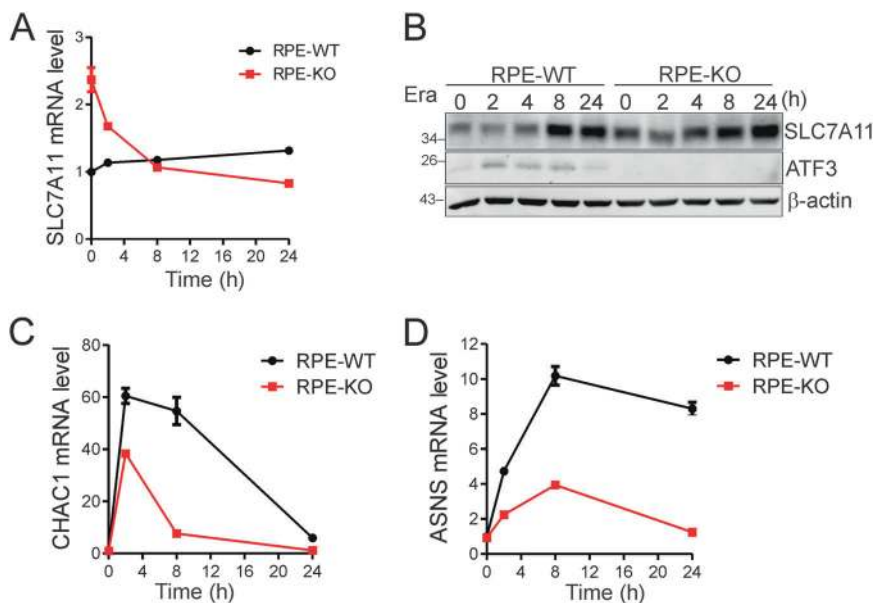 A
SLC7A11 mRNA level
3
2
1
0
0 4 8 12 16 20 24
Time (h)
RPE-WT
RPE-KO
B
RPE-WT RPE-KO
Era 0 2 4 8 24 0 2 4 8 24 (h)
34 SLC7A11
26 ATF3
43 β-actin
C
CHAC1 mRNA level
80
60
40
20
0
0 4 8 12 16 20 24
Time (h)
RPE-WT
RPE-KO
D
ASNS mRNA level
12
10
8
6
4
2
0
0 4 8 12 16 20 24
Time (h)
RPE-WT
RPE-KO